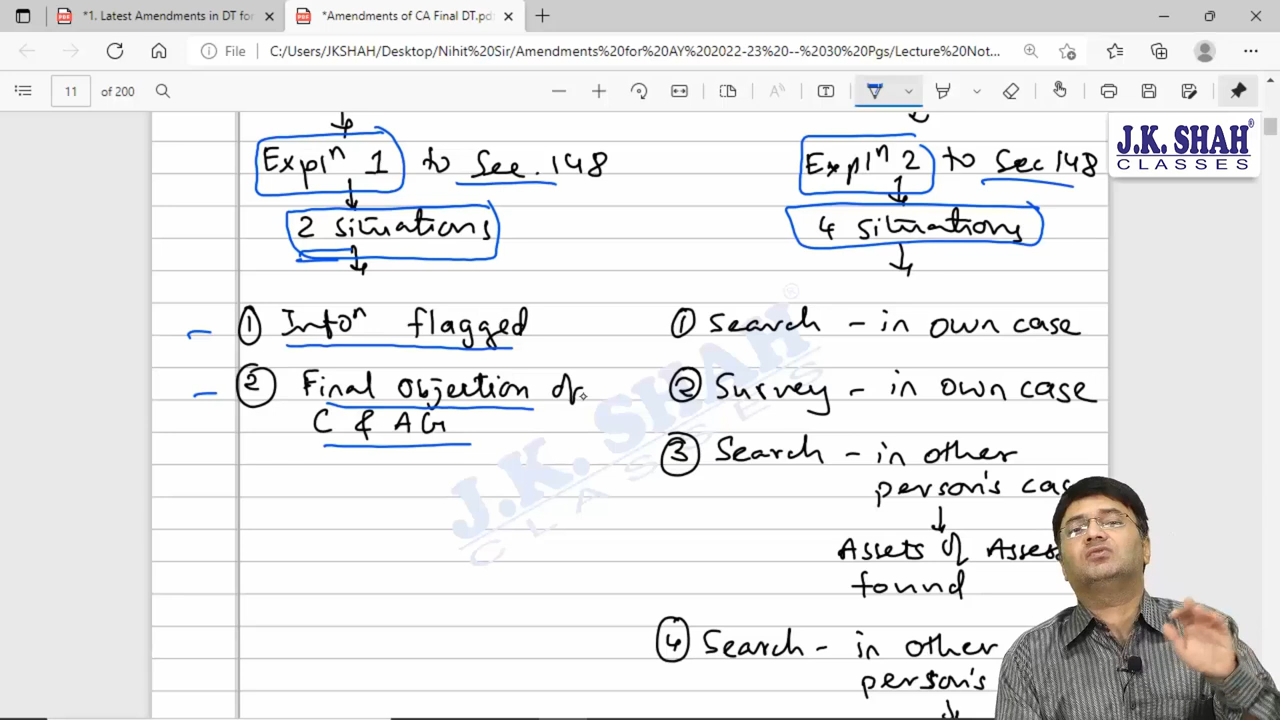 *1. Latest Amendments in DT for
*Amendments of CA Final DT.pd
File
C:/Users/JKSHAH/Desktop/Nihit%20Sir/Amendments%20for%20AY%202022-23%20--%2030%20Pgs/Lecture%20Not...
11 of 200
J.K. SHAH®
CLASSES
Explⁿ 1 to Sec. 148
2 situations
① Infoⁿ flagged
② Final Objection of
C & AG
Explⁿ 2 to Sec 148
4 situations
① Search - in own case
② Survey - in own case
③ Search - in other
person's cas
Assets of Asses
found
④ Search - in other
person's
J.K. SHAH®
CLASSES